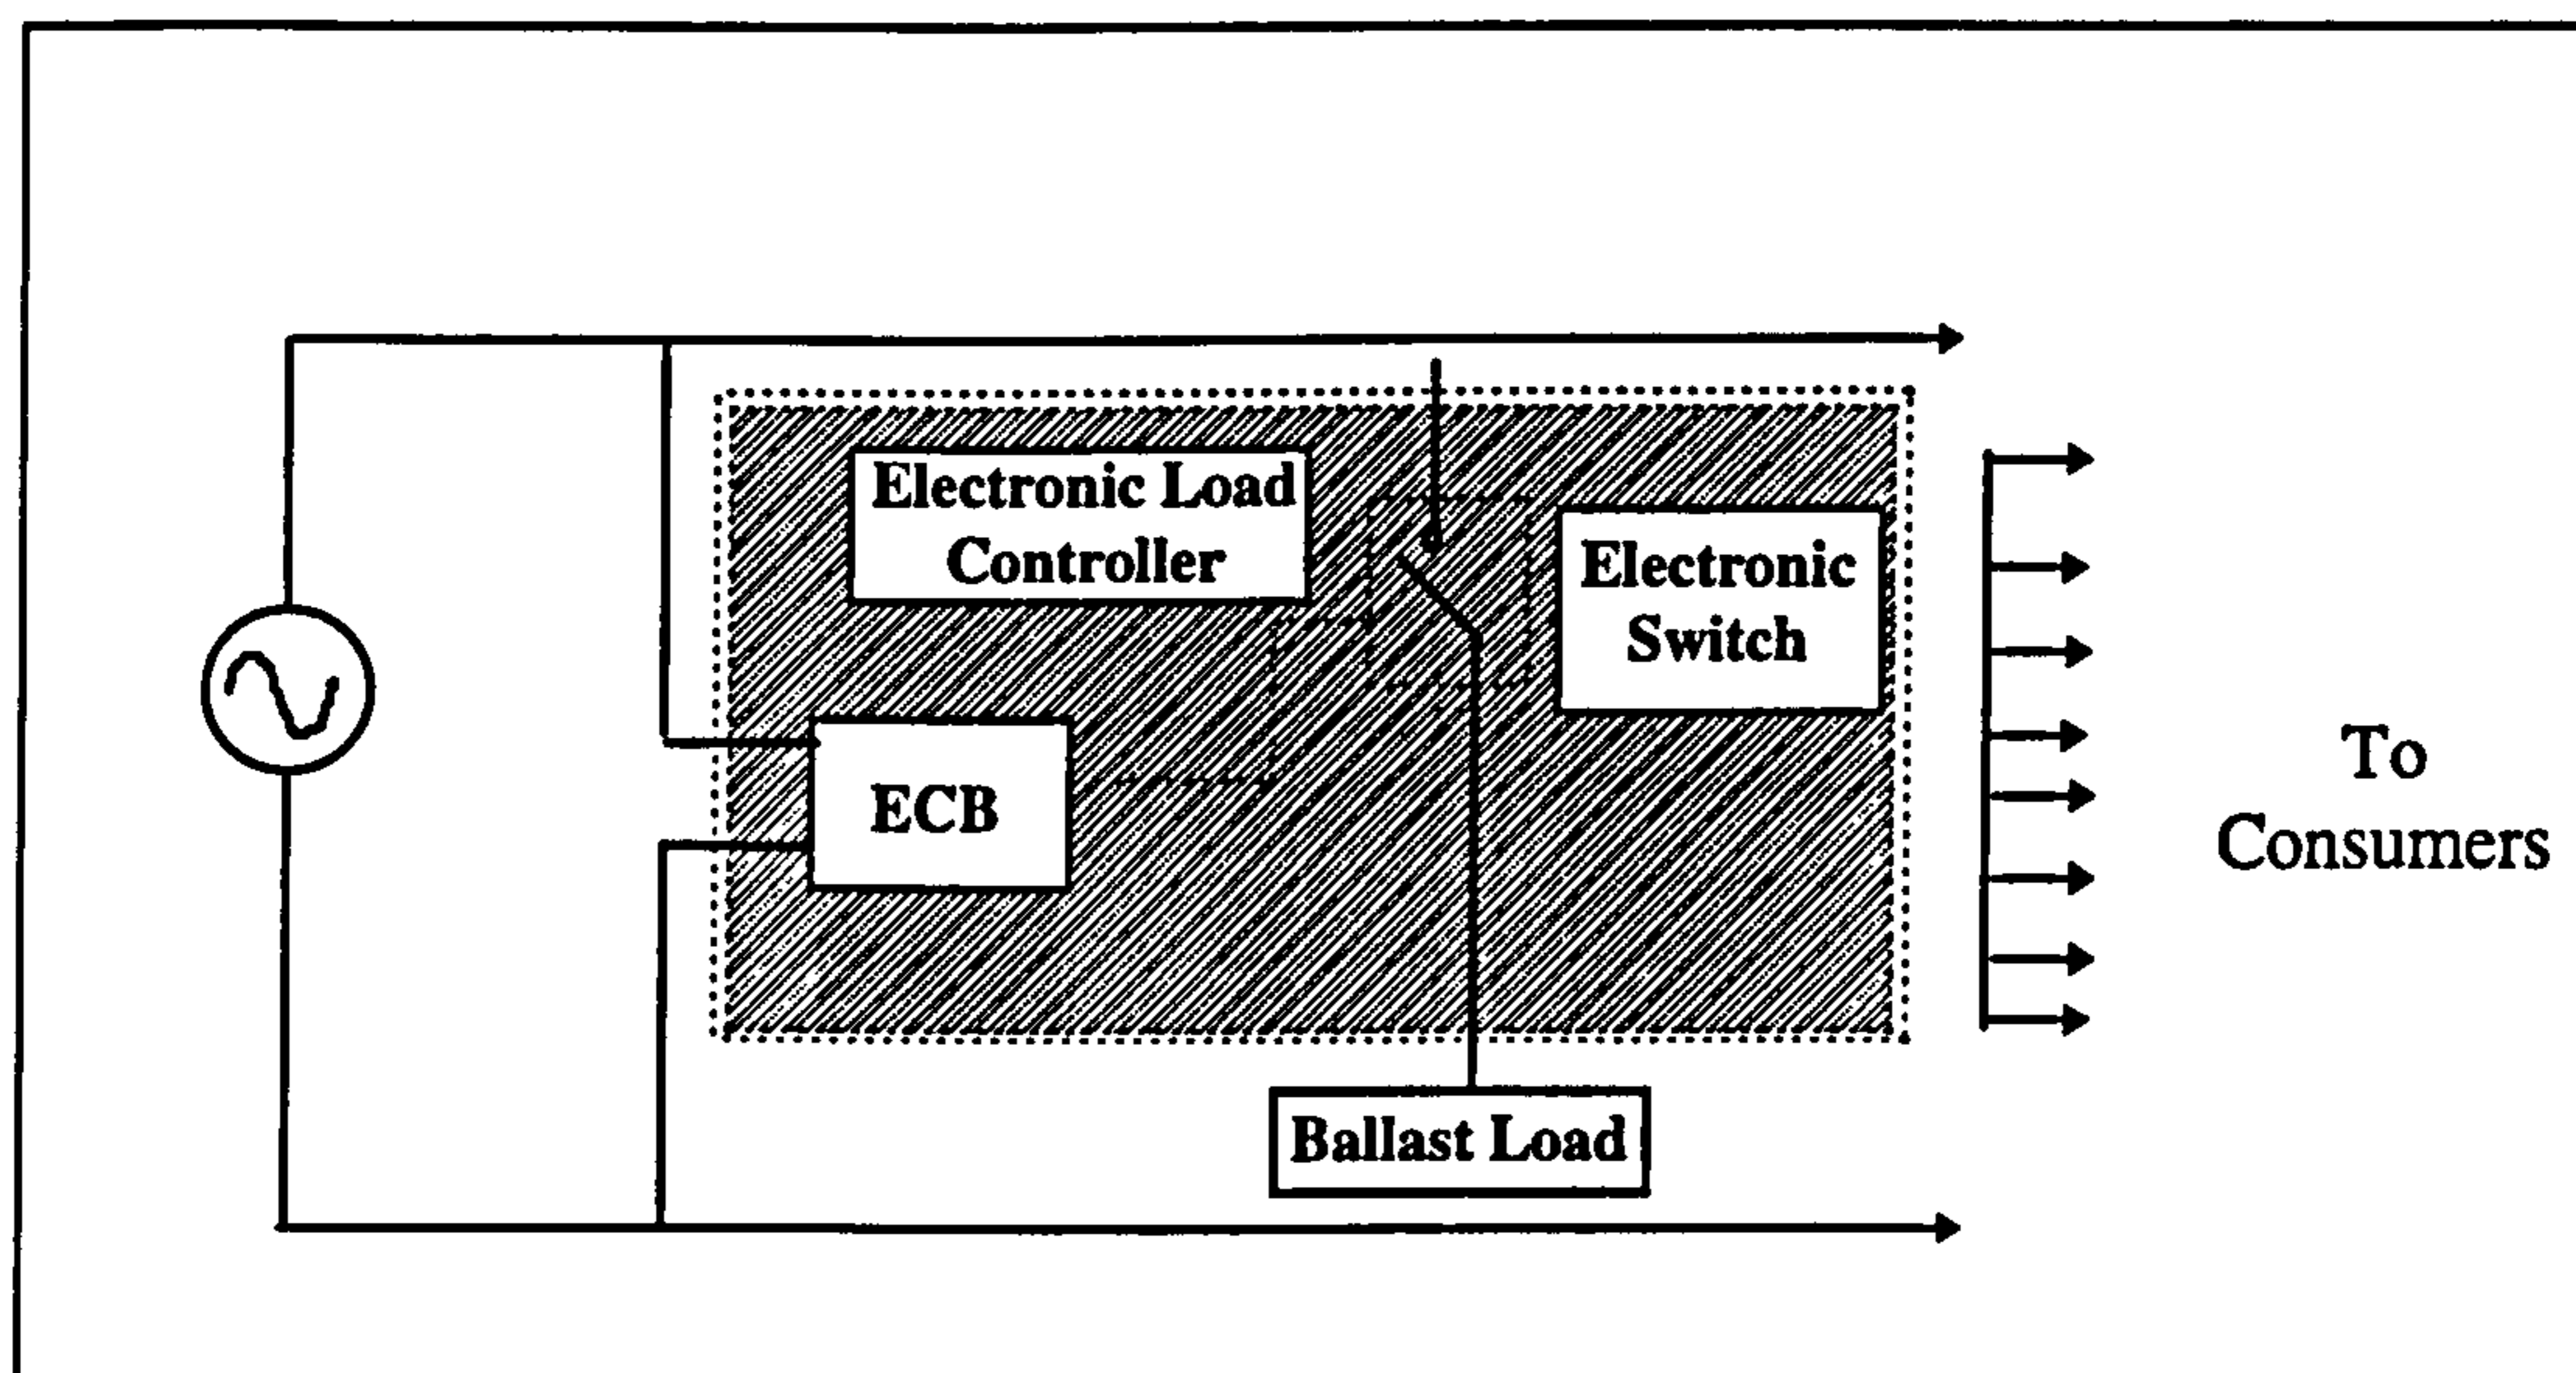 Electronic Load
Controller
Electronic
Switch
ECB
To
Consumers
Ballast Load